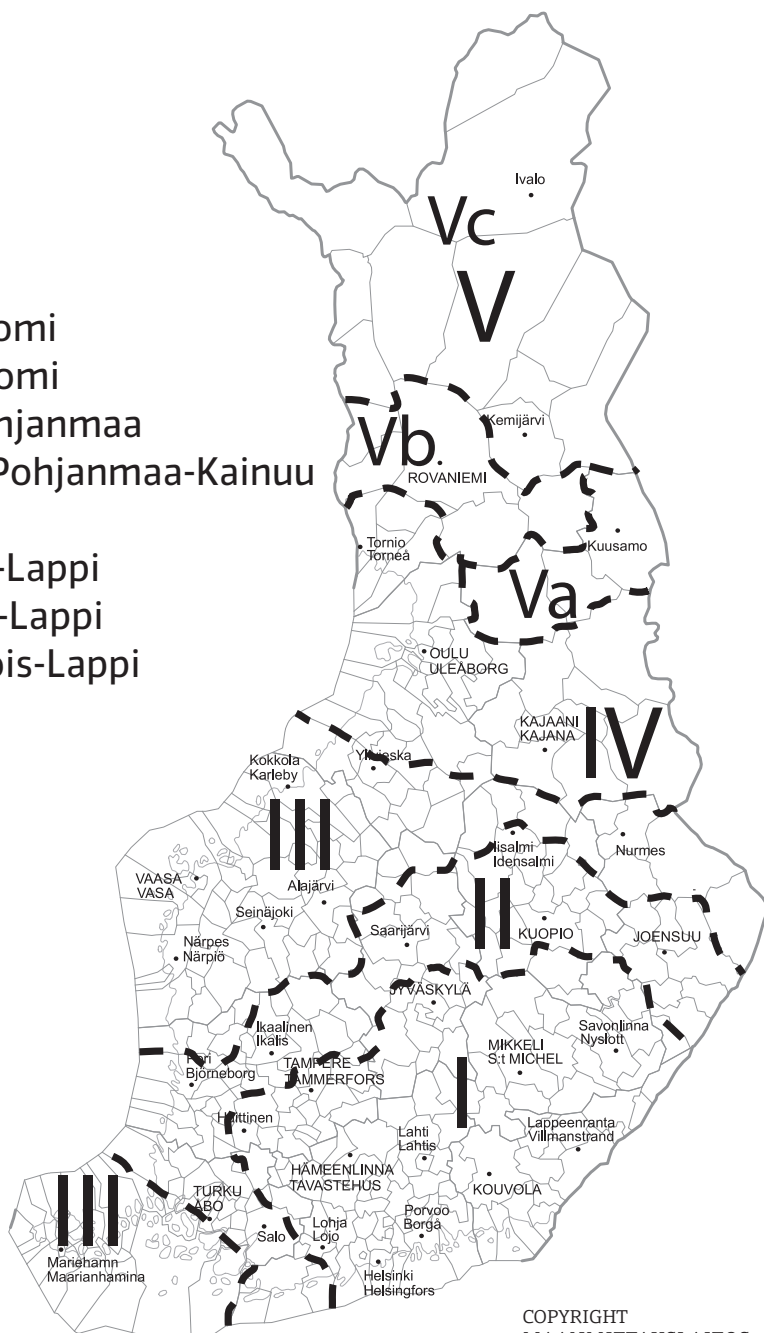 Ivalo
Vc
V
omi
omi
hjanmaa
Pohjanmaa-Kainuu
-Lappi
-Lappi
ois-Lappi
Kemijärvi
Vb
ROVANIEMI
Tornio
Torneå
Kuusamo
Va
OULU
ULEÅBORG
KAJAANI
KAJANA
IV
Kokkola
Karleby
Ylivieska
III
Iisalmi
Idensalmi
Nurmes
VAASA
VASA
Alajärvi
II
Seinäjoki
Saarijärvi
KUOPIO
JOENSUU
Närpes
Närpiö
JYVÄSKYLÄ
Ikaalinen
Ikalis
Savonlinna
Nyslott
MIKKELI
S:t MICHEL
Pori
Björneborg
TAMPERE
TAMMERFORS
I
Huittinen
Lappeenranta
Villmanstrand
Lahti
Lahtis
HÄMEENLINNA
TAVASTEHUS
KOUVOLA
III
TURKU
ÅBO
Salo
Lohja
Lojo
Porvoo
Borgå
Mariehamn
Maarianhamina
Helsinki
Helsingfors
COPYRIGHT